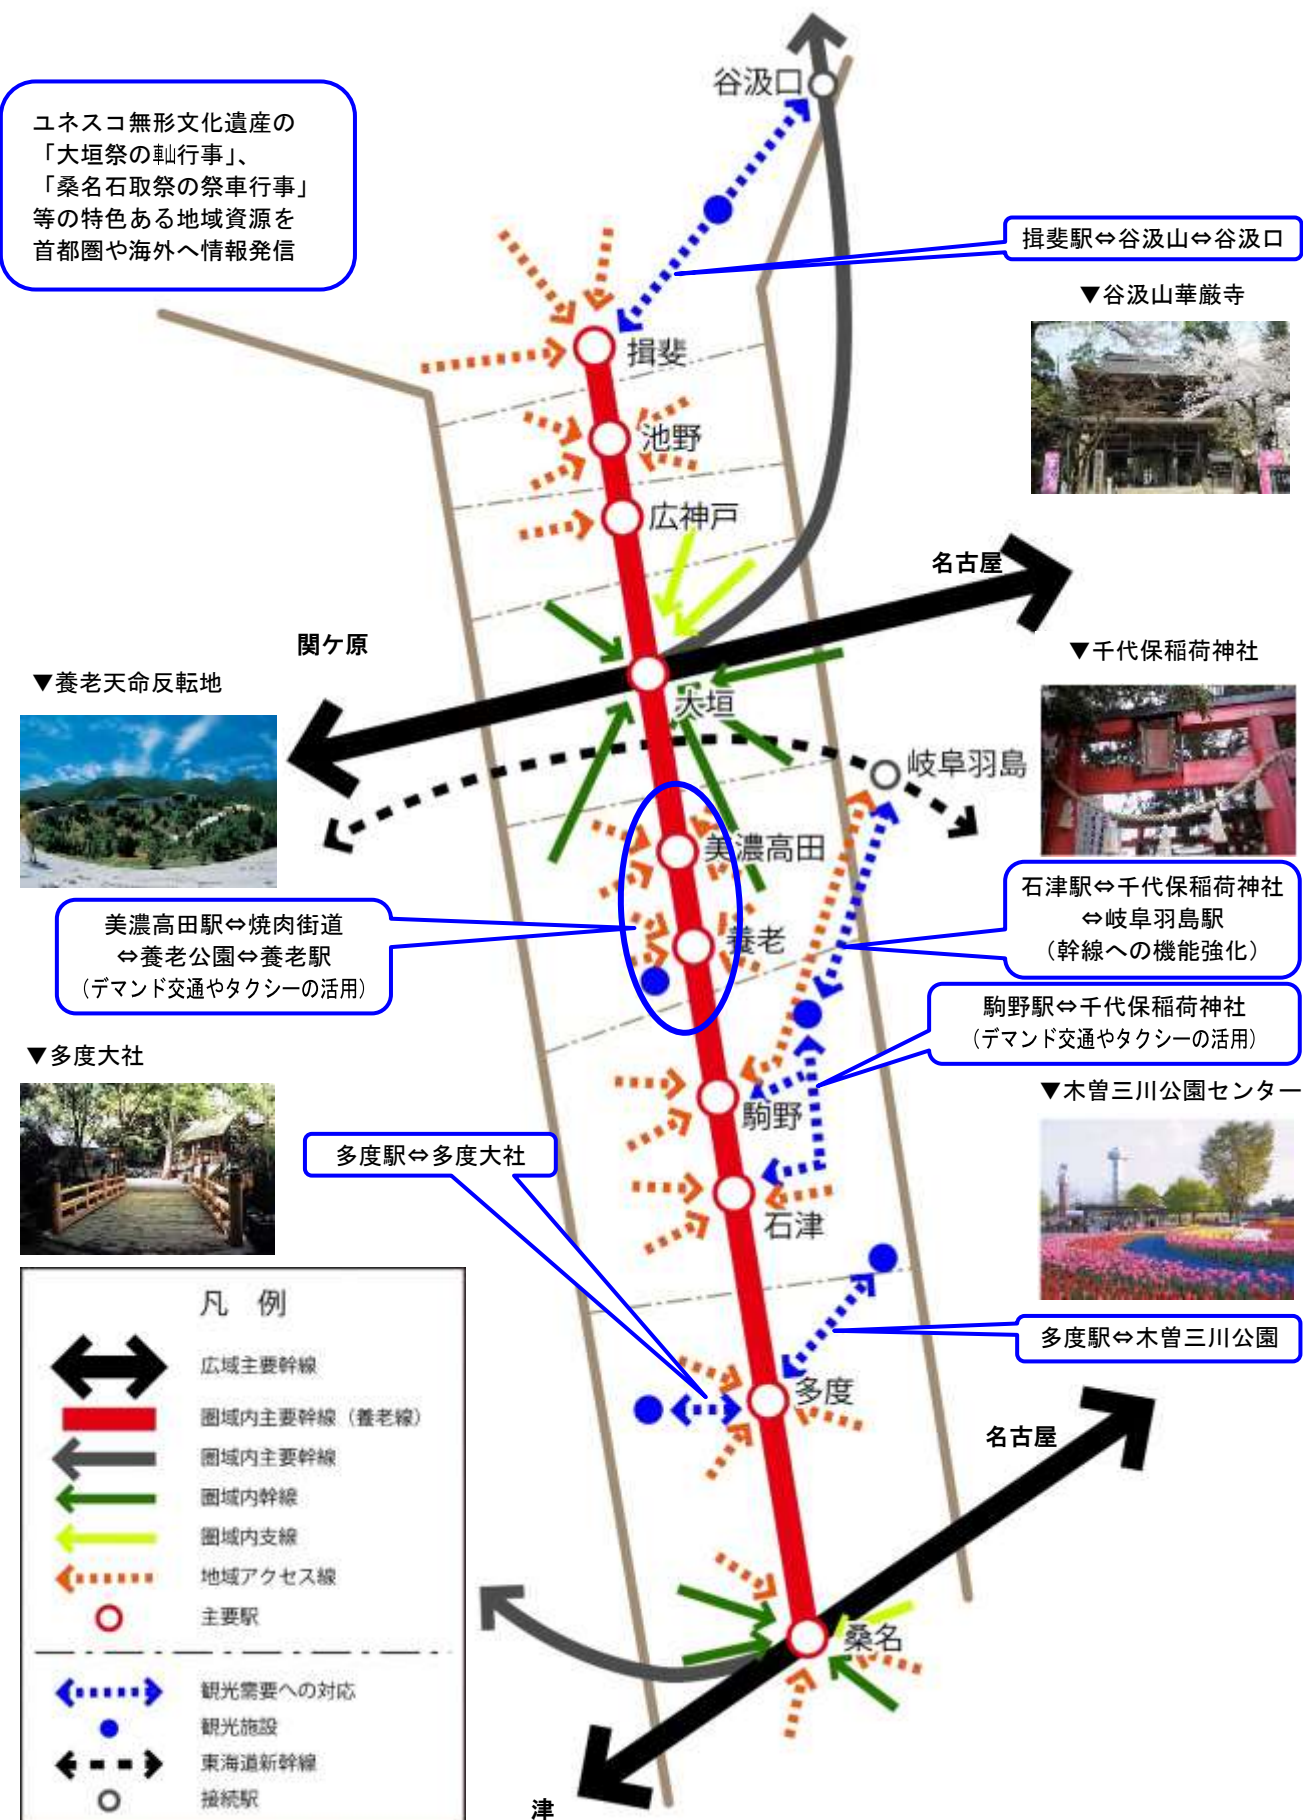 谷汲口
ユネスコ無形文化遺産の
「大垣祭の軕行事」、
「桑名石取祭の祭車行事」
等の特色ある地域資源を
首都圏や海外へ情報発信
揖斐駅⇔谷汲山⇔谷汲口
▼谷汲山華厳寺
揖斐
池野
広神戸
名古屋
関ケ原
▼千代保稲荷神社
▼養老天命反転地
大垣
岐阜羽島
美濃高田
石津駅⇔千代保稲荷神社
⇔岐阜羽島駅
（幹線への機能強化）
美濃高田駅⇔焼肉街道
⇔養老公園⇔養老駅
（デマンド交通やタクシーの活用）
養老
駒野駅⇔千代保稲荷神社
（デマンド交通やタクシーの活用）
▼多度大社
▼木曽三川公園センター
駒野
多度駅⇔多度大社
石津
多度駅⇔木曽三川公園
多度
名古屋
桑名
津
凡 例
広域主要幹線
圏域内主要幹線（養老線）
圏域内主要幹線
圏域内幹線
圏域内支線
地域アクセス線
主要駅
観光需要への対応
観光施設
東海道新幹線
接続駅